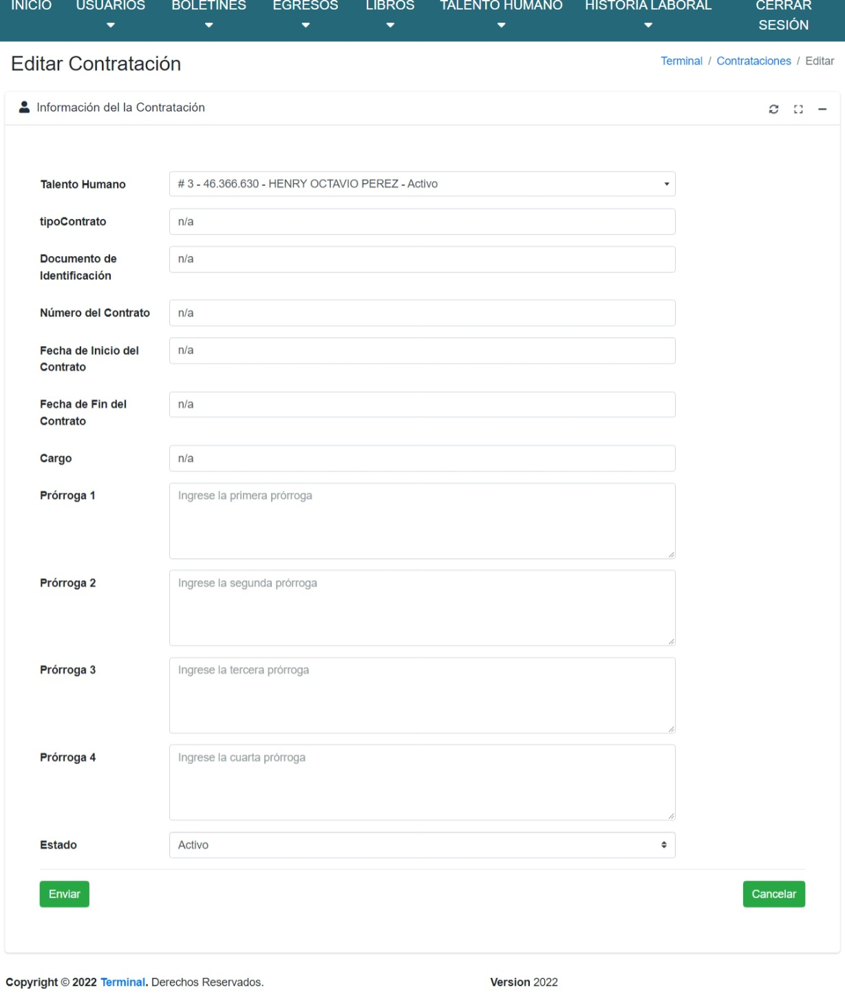 INICIO USUARIOS BOLETINES EGRESOS LIBROS TALENTO HUMANO HISTORIA LABORAL CERRAR
SESIÓN
Editar Contratación
Terminal / Contrataciones / Editar
Información del la Contratación
Talento Humano
# 3 - 46.366.630 - HENRY OCTAVIO PEREZ - Activo
tipoContrato
n/a
Documento de
Identificación
n/a
Número del Contrato
n/a
Fecha de Inicio del
Contrato
n/a
Fecha de Fin del
Contrato
n/a
Cargo
n/a
Prórroga 1
Ingrese la primera prórroga
Prórroga 2
Ingrese la segunda prórroga
Prórroga 3
Ingrese la tercera prórroga
Prórroga 4
Ingrese la cuarta prórroga
Estado
Activo
Enviar
Cancelar
Copyright © 2022 Terminal. Derechos Reservados.
Version 2022